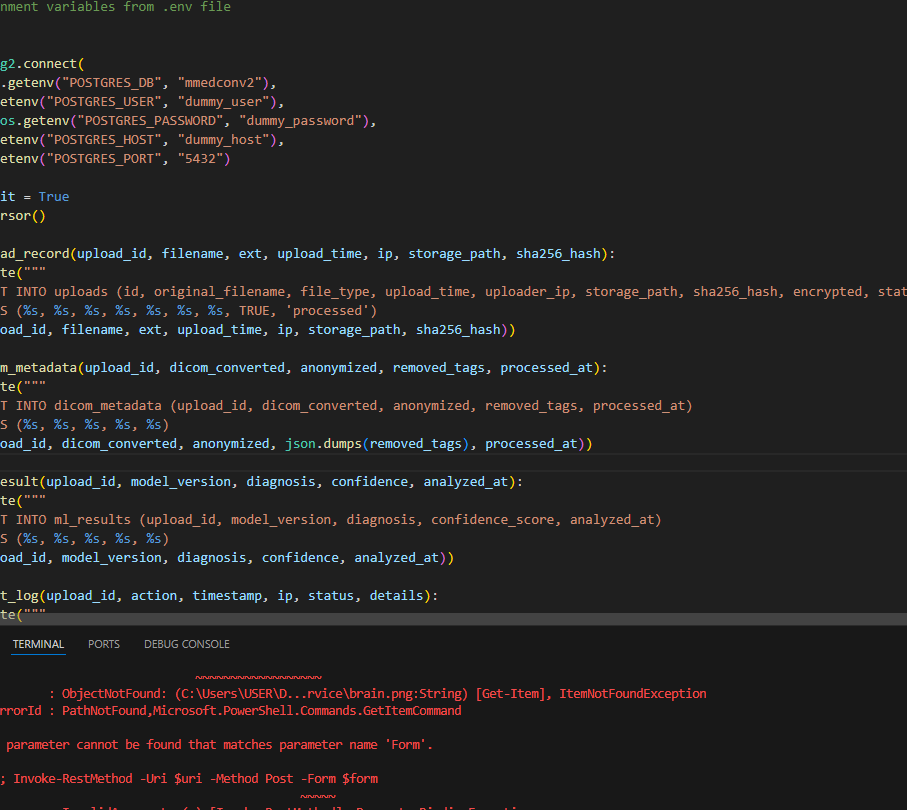 nment variables from .env file
g2.connect(
.getenv("POSTGRES_DB", "mmedconv2"),
etenv("POSTGRES_USER", "dummy_user"),
os.getenv("POSTGRES_PASSWORD", "dummy_password"),
etenv("POSTGRES_HOST", "dummy_host"),
etenv("POSTGRES_PORT", "5432")
it = True
rsor()
ad_record(upload_id, filename, ext, upload_time, ip, storage_path, sha256_hash):
te("""
T INTO uploads (id, original_filename, file_type, upload_time, uploader_ip, storage_path, sha256_hash, encrypted, stat
S (%s, %s, %s, %s, %s, %s, %s, TRUE, 'processed')
oad_id, filename, ext, upload_time, ip, storage_path, sha256_hash))
m_metadata(upload_id, dicom_converted, anonymized, removed_tags, processed_at):
te("""
T INTO dicom_metadata (upload_id, dicom_converted, anonymized, removed_tags, processed_at)
S (%s, %s, %s, %s, %s)
oad_id, dicom_converted, anonymized, json.dumps(removed_tags), processed_at))
esult(upload_id, model_version, diagnosis, confidence, analyzed_at):
te("""
T INTO ml_results (upload_id, model_version, diagnosis, confidence_score, analyzed_at)
S (%s, %s, %s, %s, %s)
oad_id, model_version, diagnosis, confidence, analyzed_at))
t_log(upload_id, action, timestamp, ip, status, details):
te("""
TERMINAL PORTS DEBUG CONSOLE
~~~~~~~~~~~~~~~~~~
: ObjectNotFound: (C:\Users\USER\D...rvice\brain.png:String) [Get-Item], ItemNotFoundException
rrorId : PathNotFound,Microsoft.PowerShell.Commands.GetItemCommand
parameter cannot be found that matches parameter name 'Form'.
; Invoke-RestMethod -Uri $uri -Method Post -Form $form
~~~~~